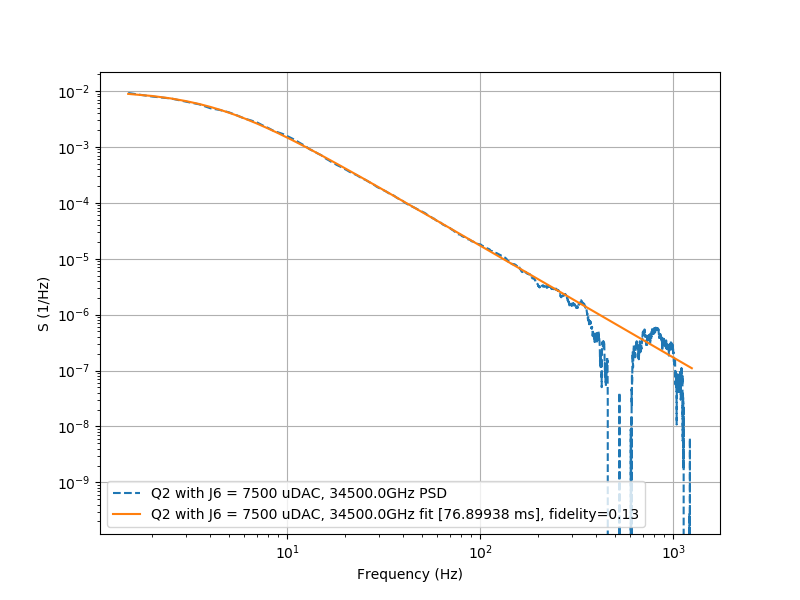 S (1/Hz)
10⁻²
10⁻³
10⁻⁴
10⁻⁵
10⁻⁶
10⁻⁷
10⁻⁸
10⁻⁹
Q2 with J6 = 7500 uDAC, 34500.0GHz PSD
Q2 with J6 = 7500 uDAC, 34500.0GHz fit [76.89938 ms], fidelity=0.13
10¹ 10² 10³
Frequency (Hz)